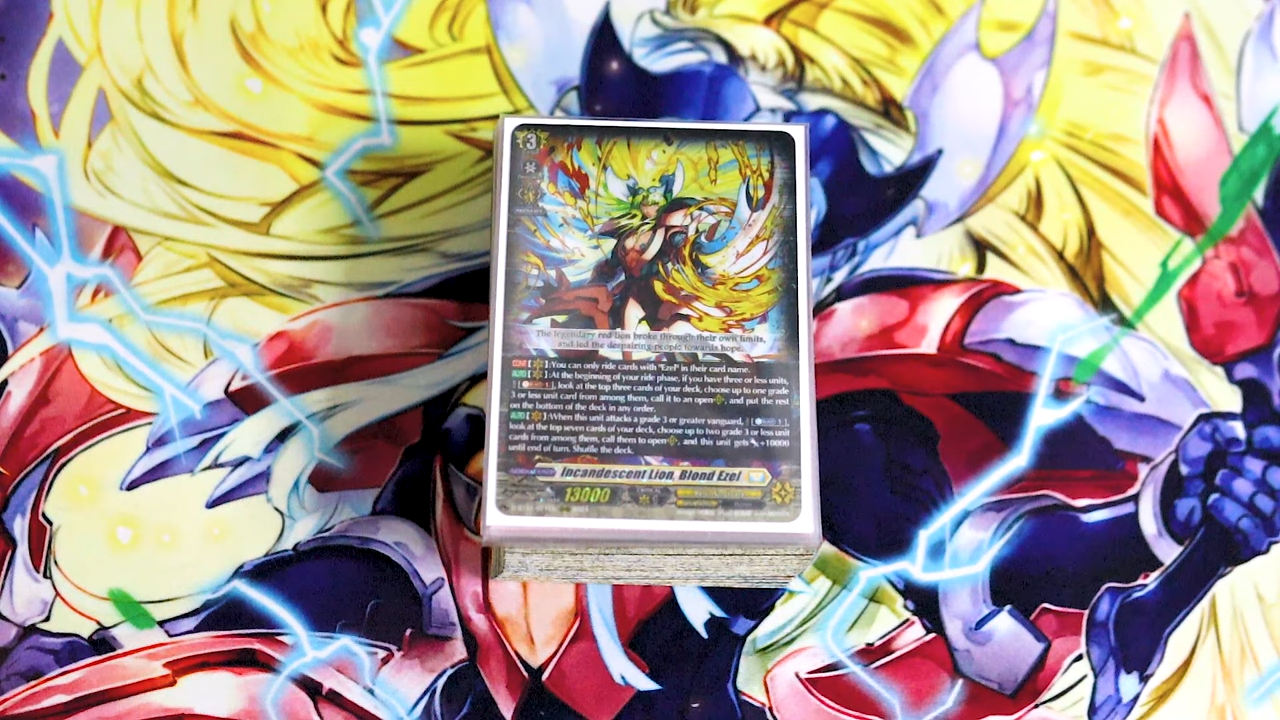 3
The legendary red lion broke through their own limits,
and led the despairing people towards hope.
CONT [ ]:You can only ride cards with "Ezel" in their card name.
AUTO [ ]:At the beginning of your ride phase, if you have three or less units,
[ 1 ], look at the top three cards of your deck, choose up to one grade
3 or less unit card from among them, call it to an open , and put the rest
on the bottom of the deck in any order.
AUTO [ ]:When this unit attacks a grade 3 or greater vanguard, [ 1 ],
look at the top seven cards of your deck, choose up to two grade 3 or less unit
cards from among them, call them to open , and this unit gets +10000
until end of turn. Shuffle the deck.
Incandescent Lion, Blond Ezel
13000